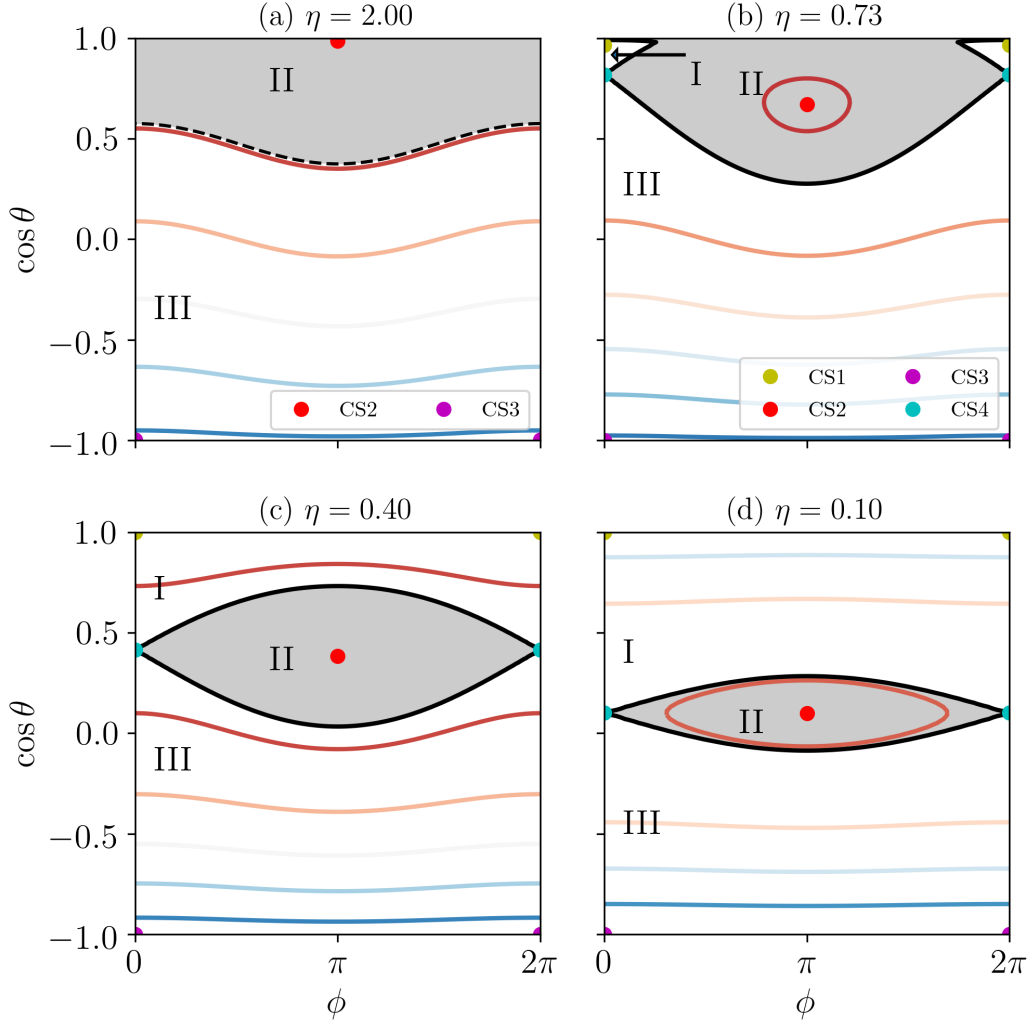 (a) η = 2.00
(b) η = 0.73
1.0
0.5
0.0
−0.5
−1.0
cos θ
II
III
CS2
CS3
I
II
III
CS1
CS2
CS3
CS4
(c) η = 0.40
(d) η = 0.10
1.0
0.5
0.0
−0.5
−1.0
cos θ
I
II
III
0
π
2π
ϕ
I
II
III
0
π
2π
ϕ